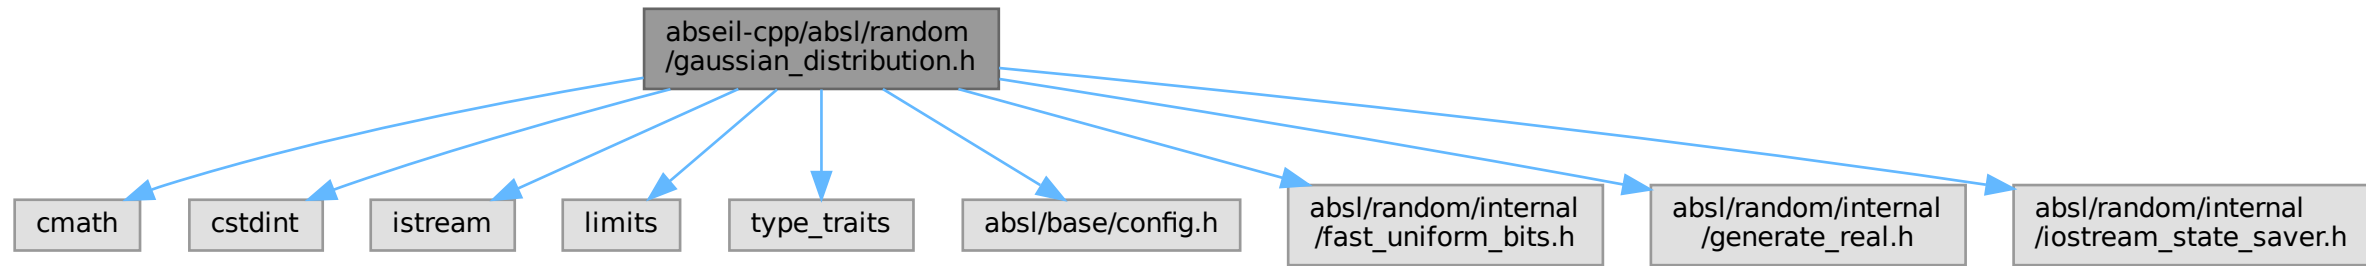 abseil-cpp/absl/random
/gaussian_distribution.h
cmath
cstdint
istream
limits
type_traits
absl/base/config.h
absl/random/internal
/fast_uniform_bits.h
absl/random/internal
/generate_real.h
absl/random/internal
/iostream_state_saver.h